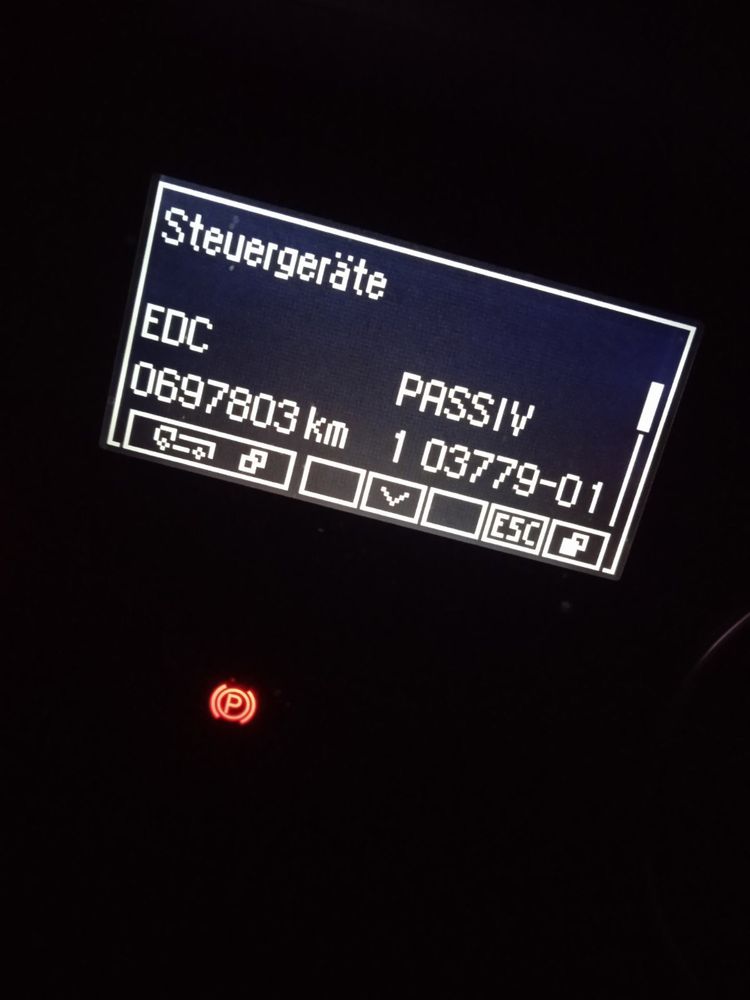 Steuergeräte
EDC PASSIV
0697803 km 1 03779-01
ESC
P